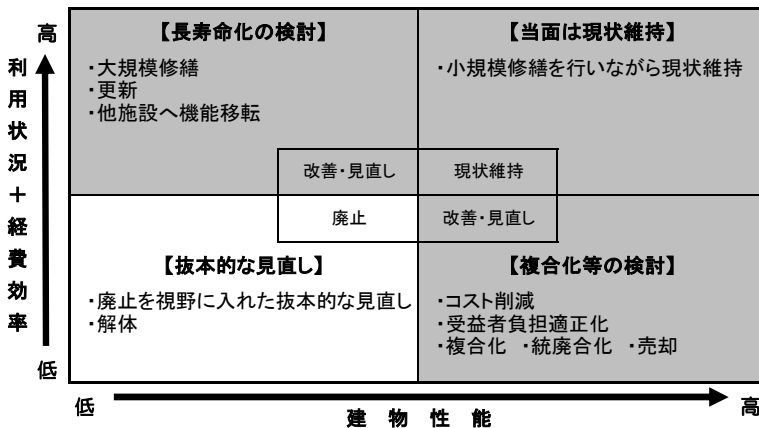 高
利用状況＋経費効率
低
【長寿命化の検討】
・大規模修繕
・更新
・他施設へ機能移転
【当面は現状維持】
・小規模修繕を行いながら現状維持
改善・見直し
現状維持
廃止
改善・見直し
【抜本的な見直し】
・廃止を視野に入れた抜本的な見直し
・解体
【複合化等の検討】
・コスト削減
・受益者負担適正化
・複合化 ・統廃合化 ・売却
低
高
建物性能